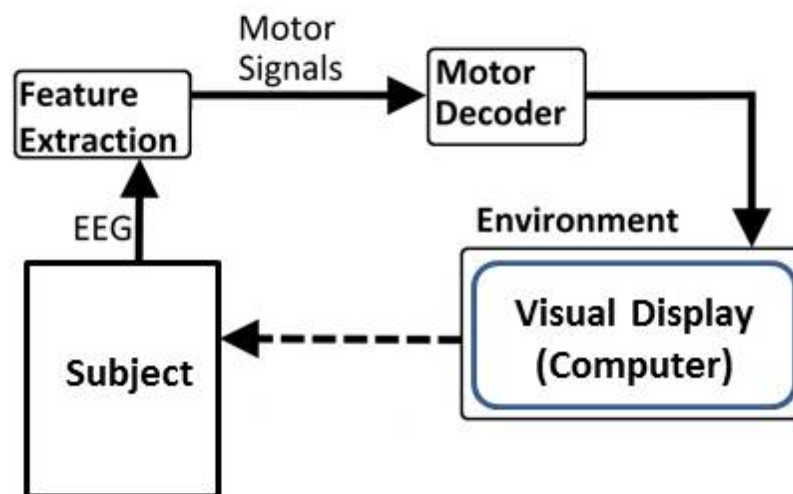 Motor
Signals
Feature
Extraction
Motor
Decoder
EEG
Environment
Visual Display
(Computer)
Subject